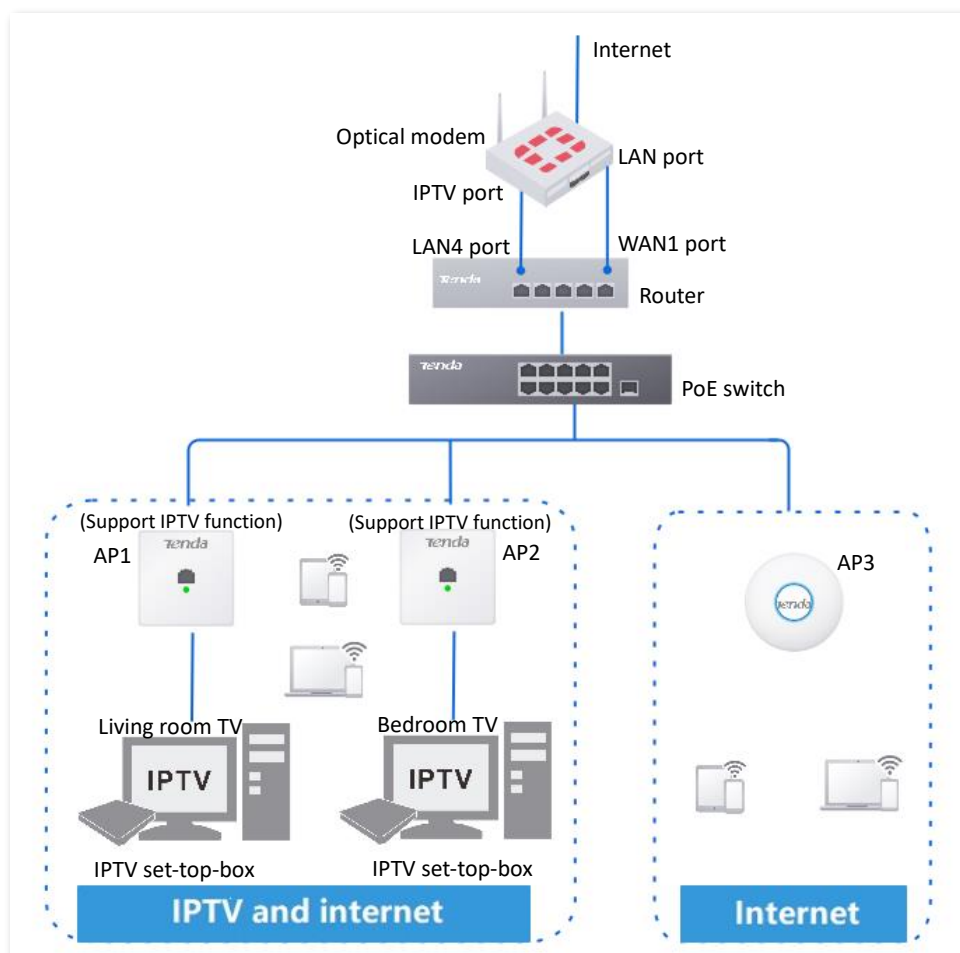 Internet
Optical modem
LAN port
IPTV port
LAN4 port
WAN1 port
Tenda
Router
Tenda
PoE switch
(Support IPTV function)
(Support IPTV function)
Tenda
Tenda
AP1
AP2
AP3
Tenda
Living room TV
Bedroom TV
IPTV
IPTV
IPTV set-top-box
IPTV set-top-box
IPTV and internet
Internet